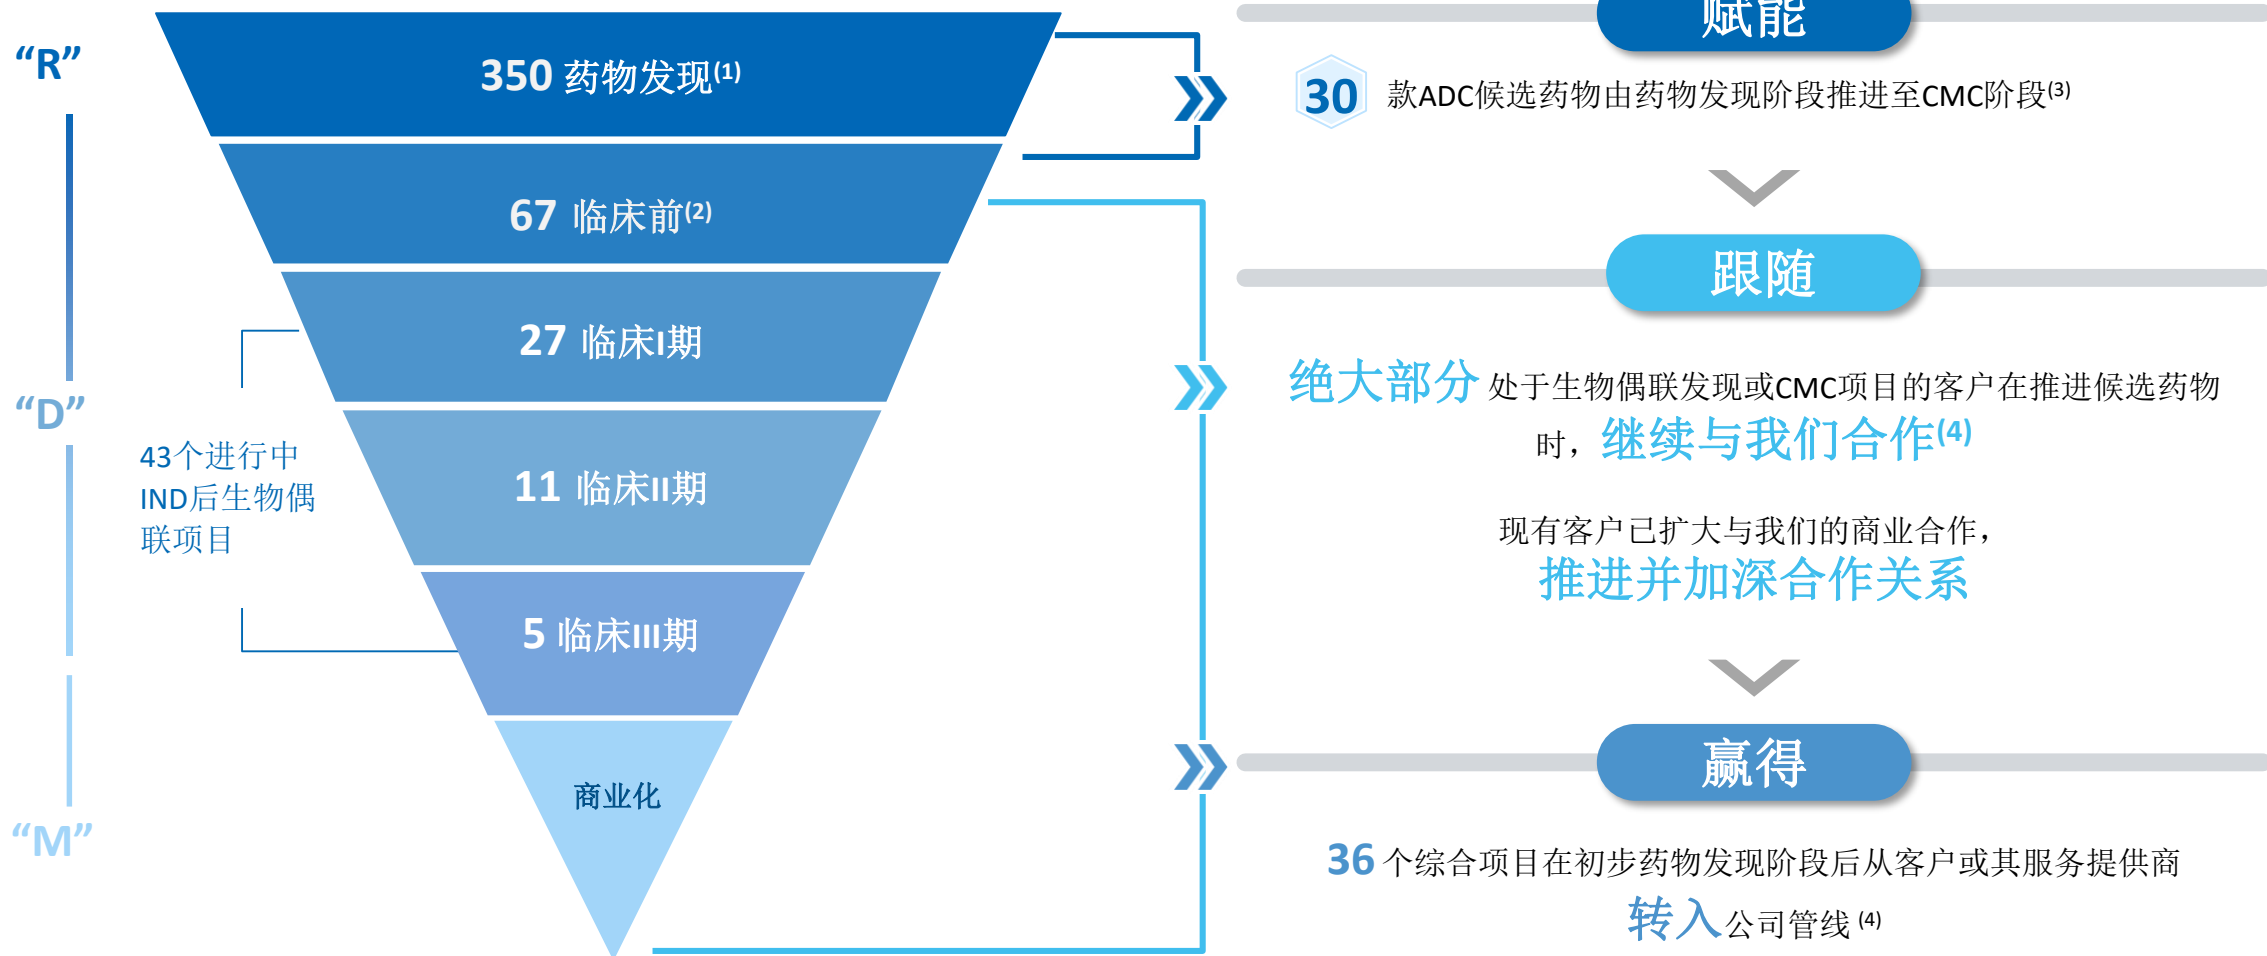 “R”
“D”
“M”
350 药物发现(1)
67 临床前(2)
27 临床I期
11 临床II期
5 临床III期
商业化
43个进行中
IND后生物偶
联项目
赋能
30 款ADC候选药物由药物发现阶段推进至CMC阶段(3)
跟随
绝大部分 处于生物偶联发现或CMC项目的客户在推进候选药物
时，继续与我们合作(4)
现有客户已扩大与我们的商业合作，
推进并加深合作关系
赢得
36 个综合项目在初步药物发现阶段后从客户或其服务提供商
转入公司管线 (4)